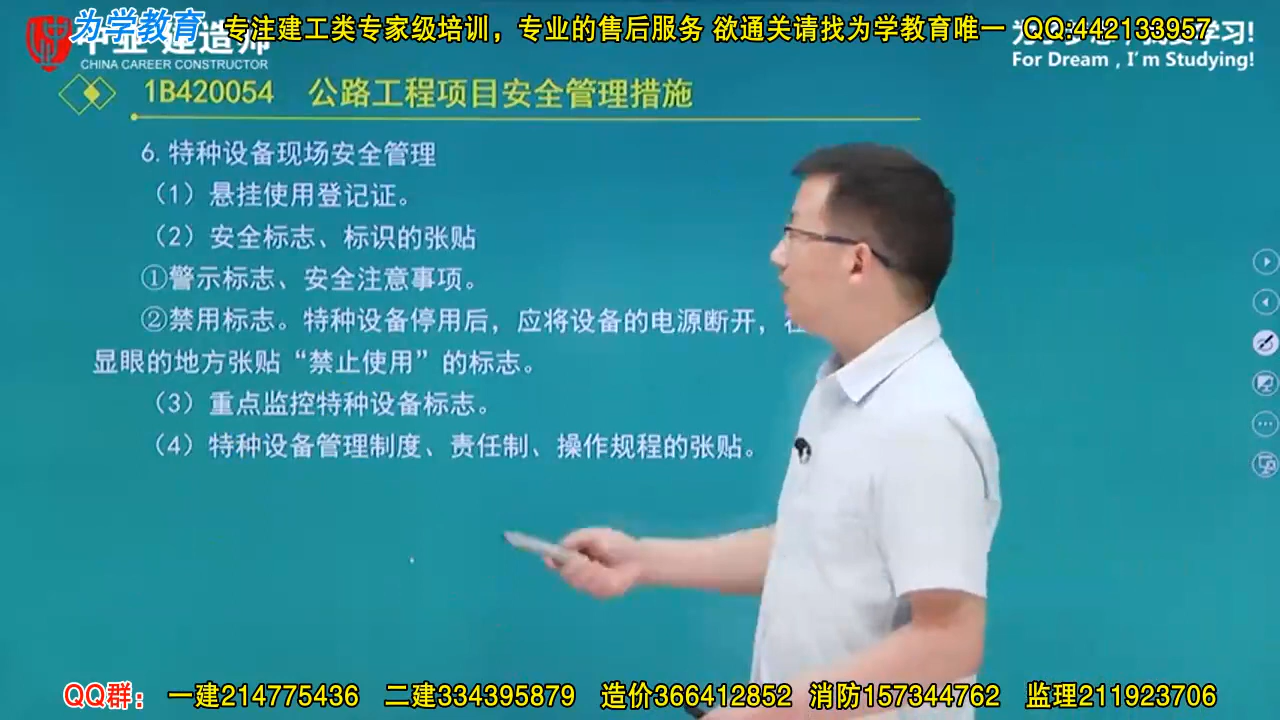 为学教育 专注建工类专家级培训，专业的售后服务 欲通关请找为学教育唯一 QQ:442133957
建造师
CHINA CAREER CONSTRUCTOR
For Dream , I'm Studying!
1B420054 公路工程项目安全管理措施
6. 特种设备现场安全管理
（1）悬挂使用登记证。
（2）安全标志、标识的张贴
①警示标志、安全注意事项。
②禁用标志。特种设备停用后，应将设备的电源断开，
显眼的地方张贴“禁止使用”的标志。
（3）重点监控特种设备标志。
（4）特种设备管理制度、责任制、操作规程的张贴。
QQ群： 一建214775436 二建334395879 造价366412852 消防157344762 监理211923706